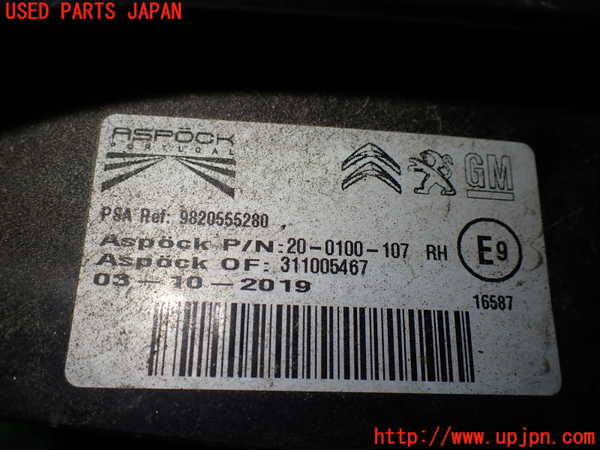 USED PARTS JAPAN
ASPÖCK
PORTUGAL
GM
PSA Ref: 9820555280
Aspöck P/N:20-0100-107 RH
E9
Aspöck OF: 311005467
03-10-2019
16587
http://www.upjpn.com/